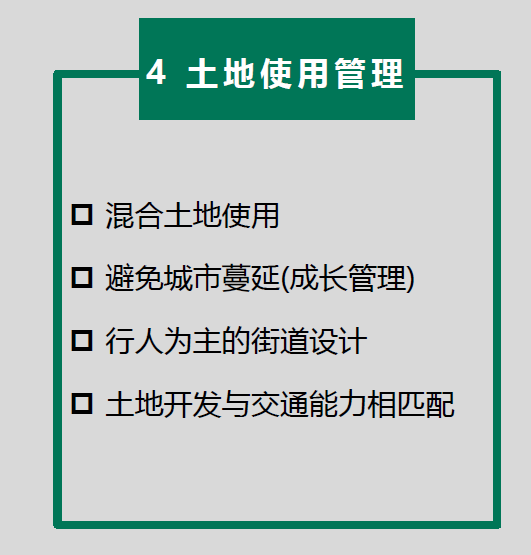 4 土地使用管理
混合土地使用
避免城市蔓延(成长管理)
行人为主的街道设计
土地开发与交通能力相匹配